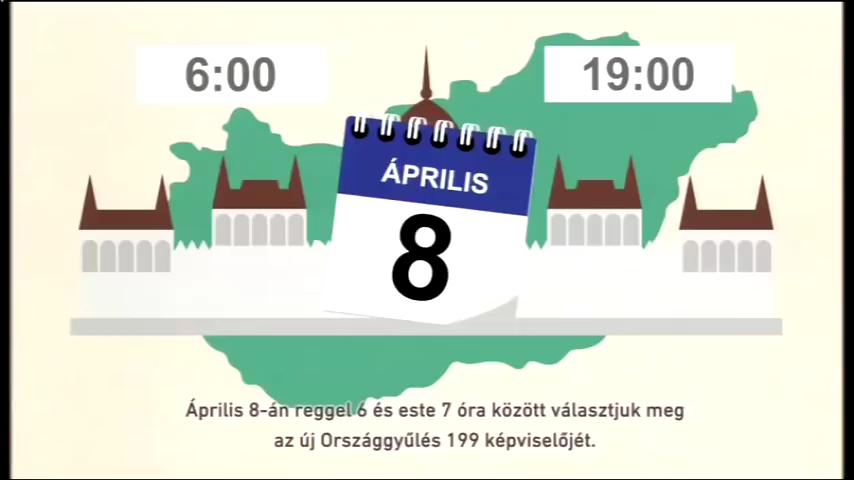 6:00
19:00
ÁPRILIS
8
Április 8-án reggel 6 és este 7 óra között választjuk meg
az új Országgyűlés 199 képviselőjét.